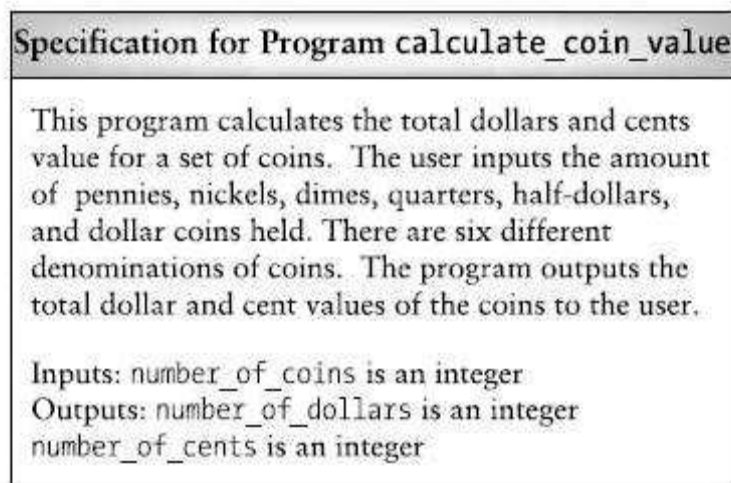 Specification for Program calculate_coin_value
This program calculates the total dollars and cents
value for a set of coins. The user inputs the amount
of pennies, nickels, dimes, quarters, half-dollars,
and dollar coins held. There are six different
denominations of coins. The program outputs the
total dollar and cent values of the coins to the user.
Inputs: number_of_coins is an integer
Outputs: number_of_dollars is an integer
number_of_cents is an integer